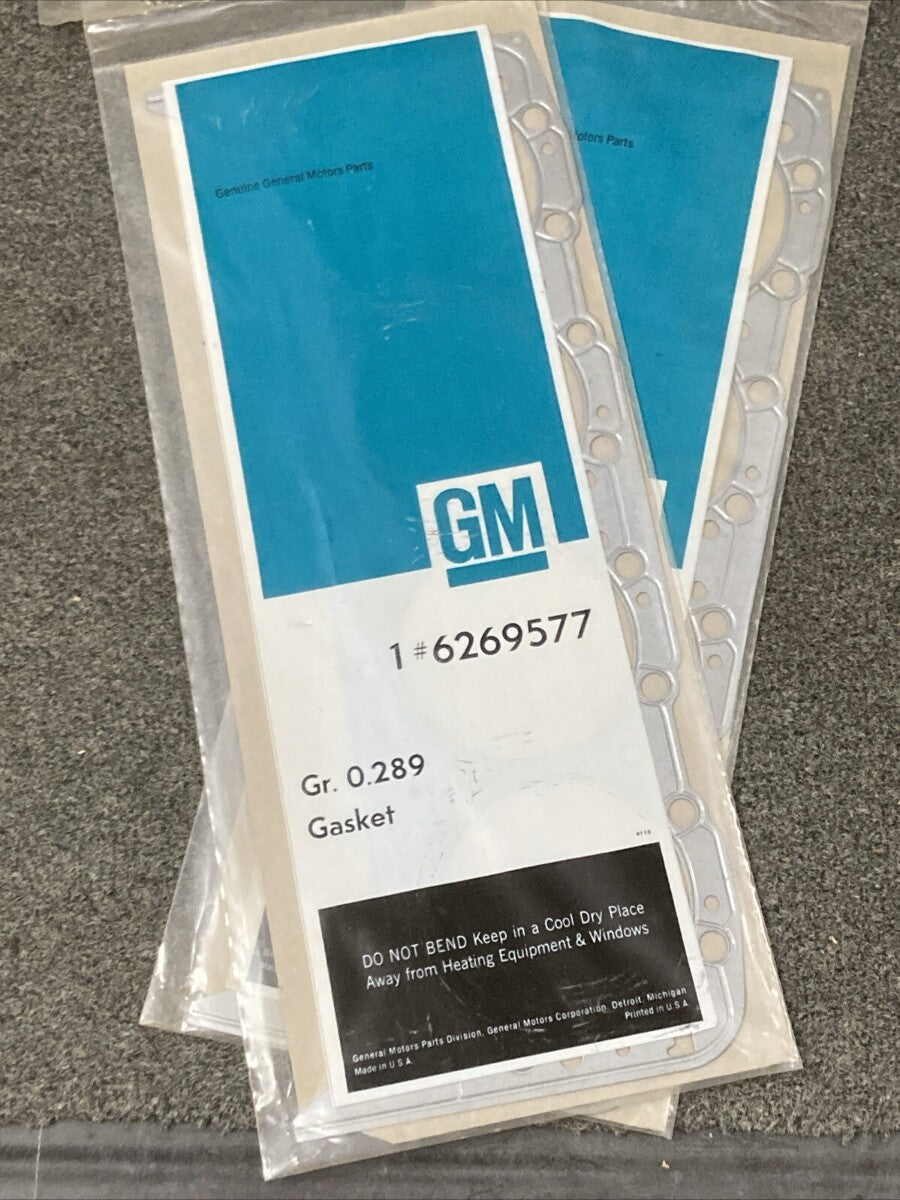 Genuine General Motors Parts
Motors Parts
GM
1 #6269577
Gr. 0.289
Gasket
4118
DO NOT BEND Keep in a Cool Dry Place
Away from Heating Equipment & Windows
General Motors Parts Division, General Motors Corporation, Detroit, Michigan
Made in U.S.A.
Printed in U.S.A.